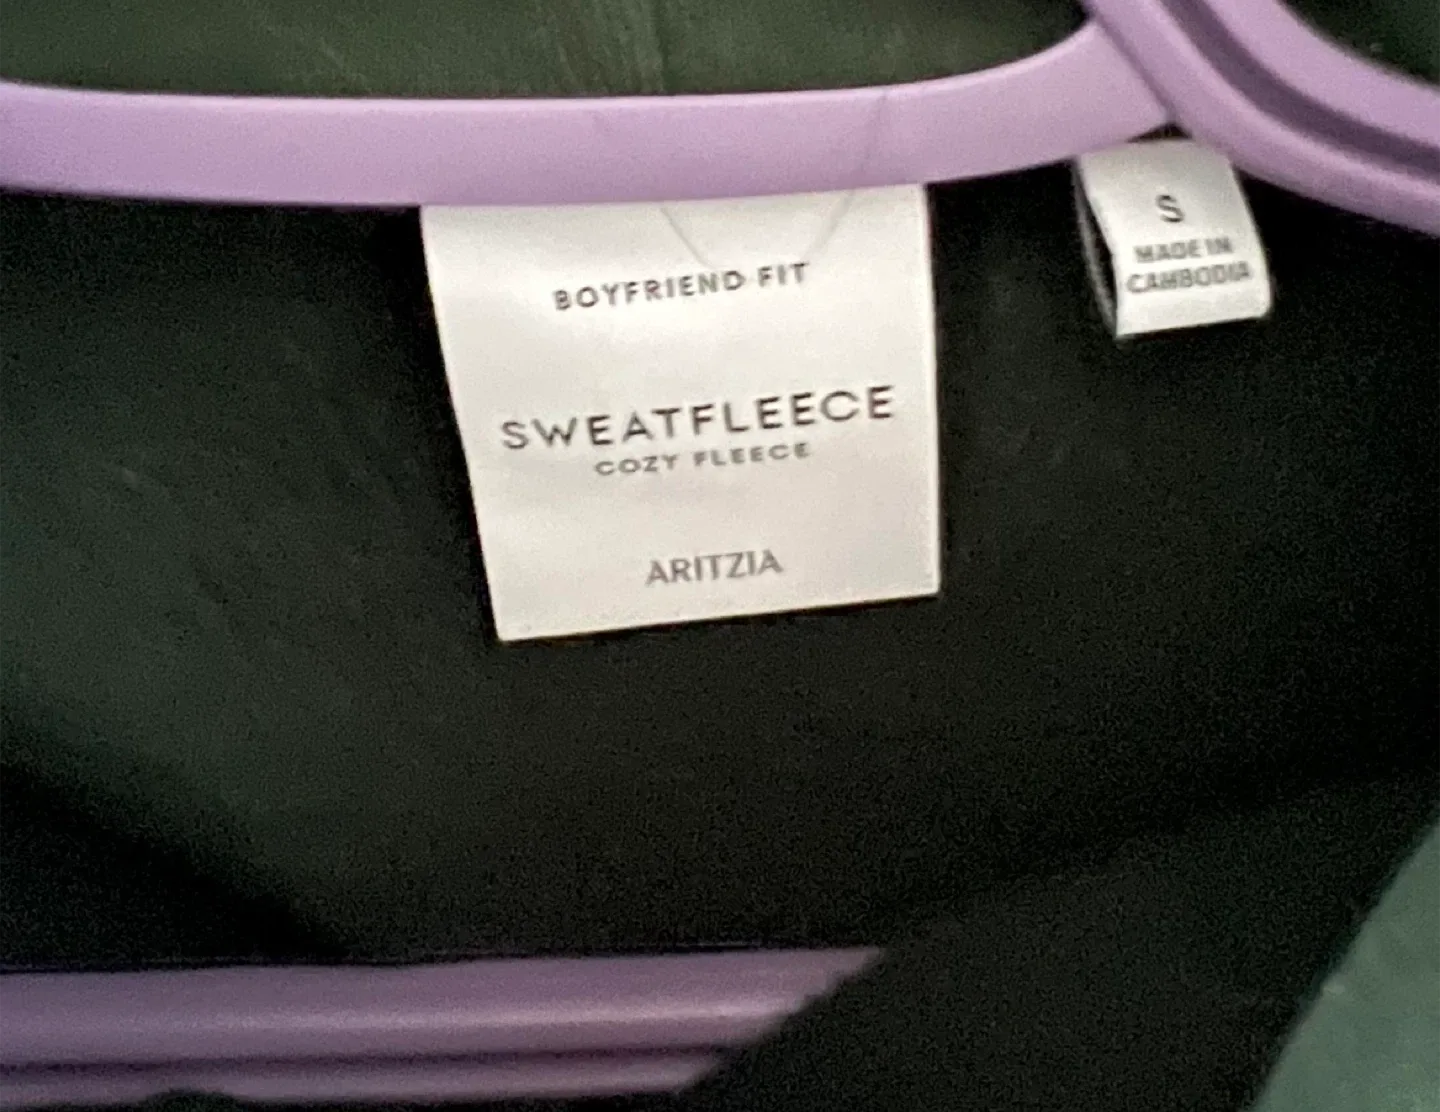 BOYFRIEND FIT
SWEATFLEECE
COZY FLEECE
ARITZIA
S
MADE IN
CAMBODIA